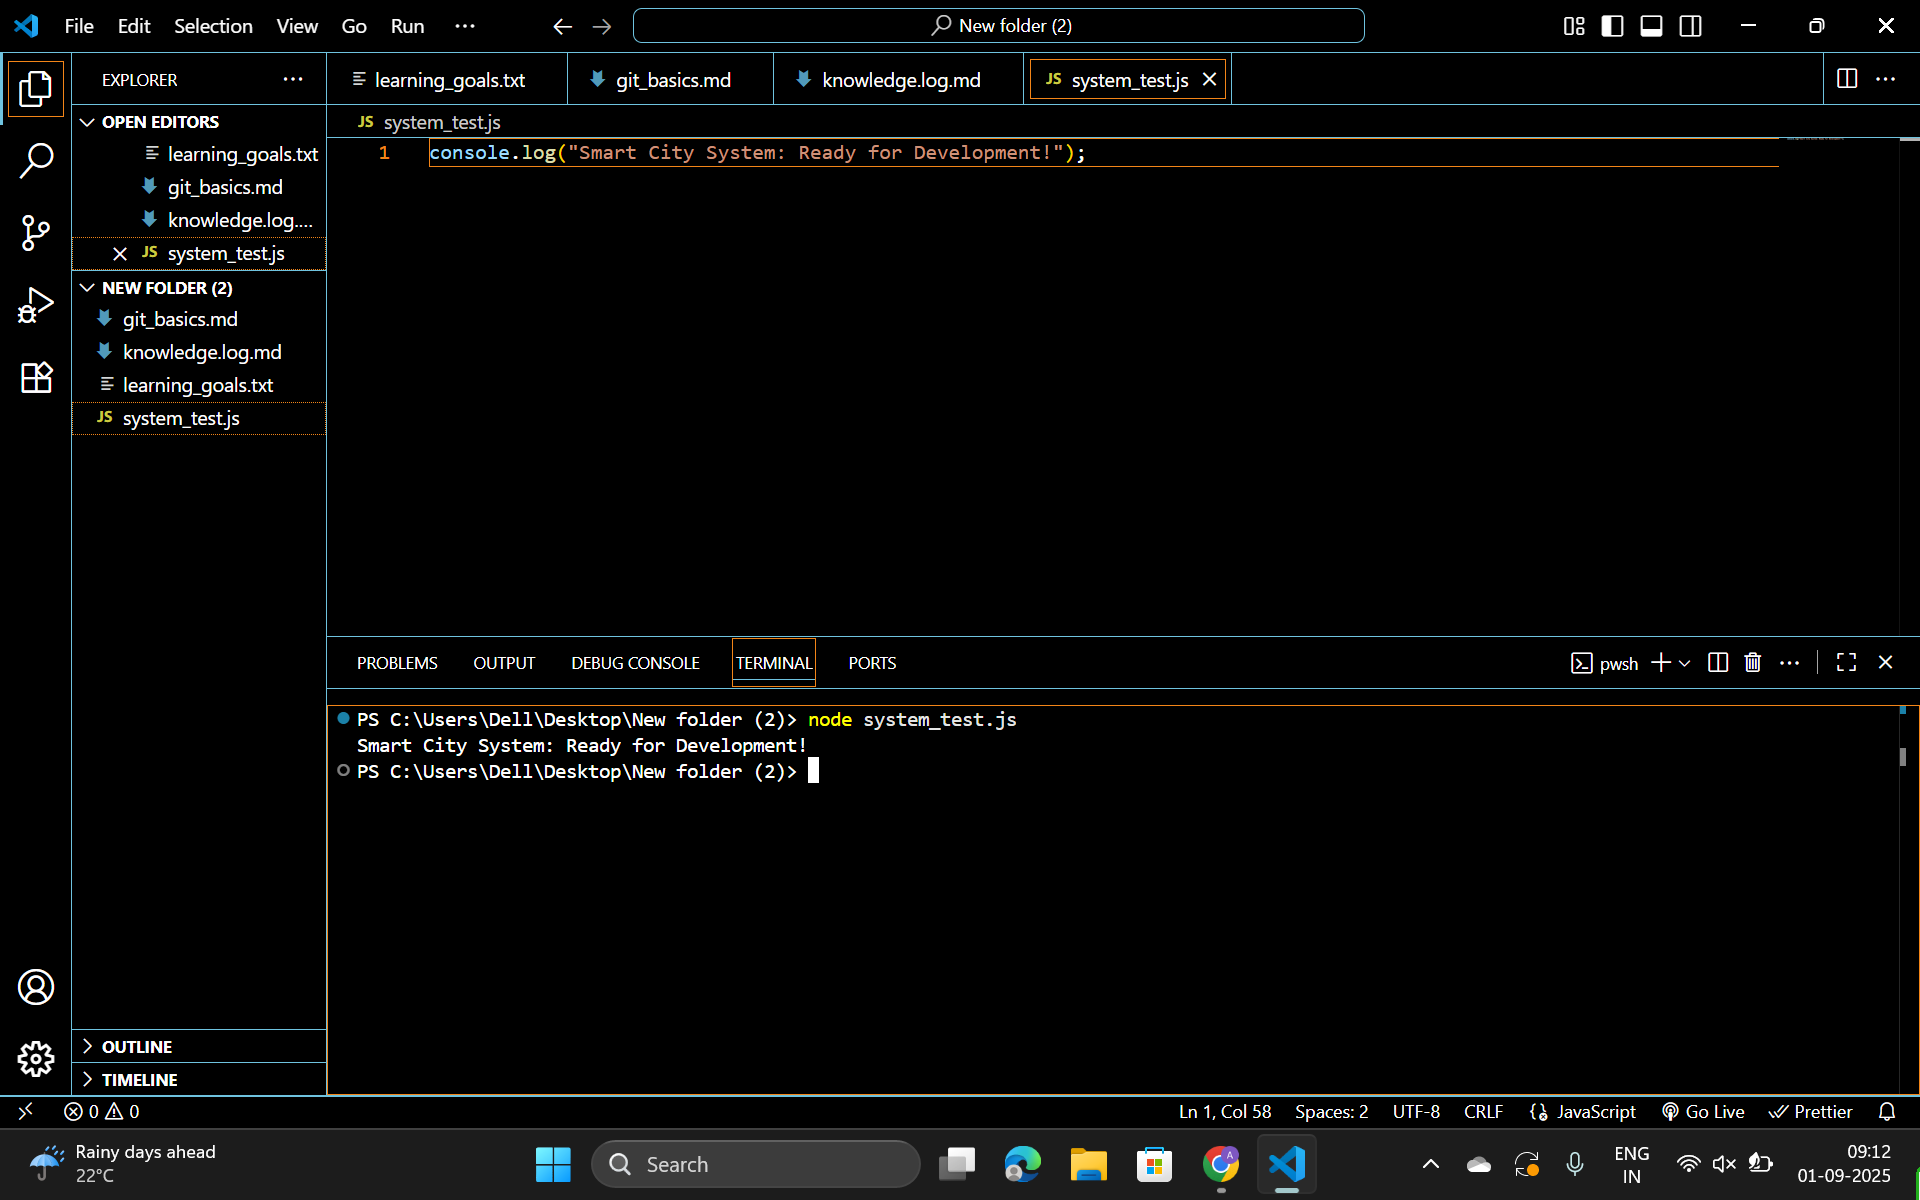 File Edit Selection View Go Run ...
New folder (2)
EXPLORER
learning_goals.txt
git_basics.md
knowledge.log.md
JS system_test.js
OPEN EDITORS
learning_goals.txt
git_basics.md
knowledge.log....
JS system_test.js
NEW FOLDER (2)
git_basics.md
knowledge.log.md
learning_goals.txt
JS system_test.js
OUTLINE
TIMELINE
JS system_test.js
1 console.log("Smart City System: Ready for Development!");
PROBLEMS OUTPUT DEBUG CONSOLE TERMINAL PORTS
pwsh
PS C:\Users\Dell\Desktop\New folder (2)> node system_test.js
Smart City System: Ready for Development!
PS C:\Users\Dell\Desktop\New folder (2)>
0 0
Ln 1, Col 58 Spaces: 2 UTF-8 CRLF JavaScript Go Live Prettier
Rainy days ahead
22°C
Search
A
ENG
IN
09:12
01-09-2025